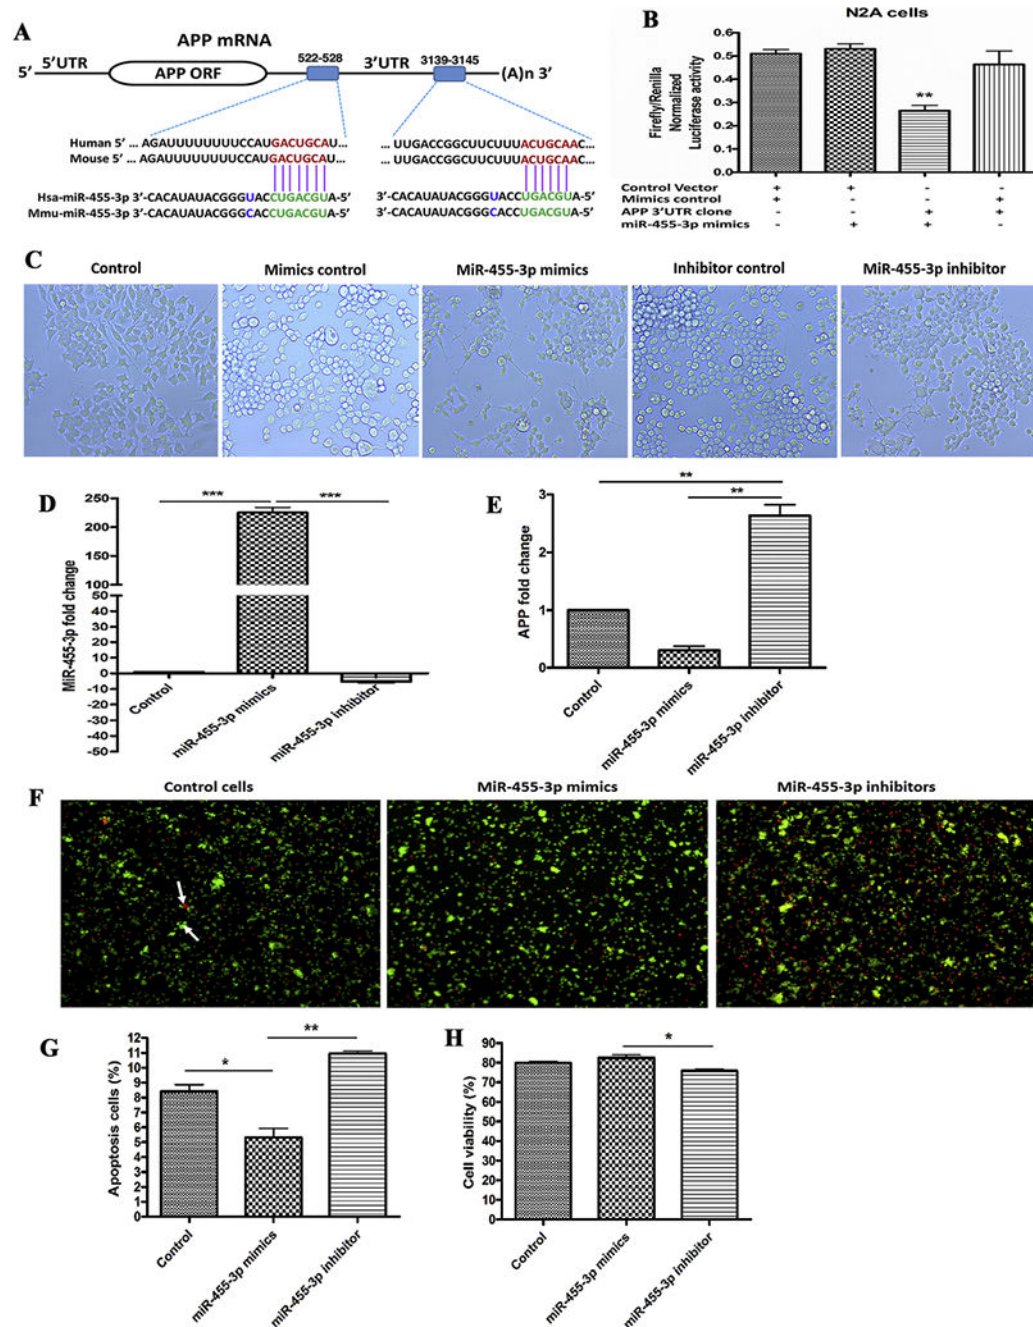 A
APP mRNA
5' 5'UTR APP ORF 522-528 3'UTR 3139-3145 (A)n 3'
Human 5' ... AGAUUUUUUUUCCAUGACUGCAU... ... UUGACCGGCUUCUUUACUGCAAC...
Mouse 5' ... AGAUUUUUUUUCCAUGACUGCAU... ... UUGACCGGCUUCUUUACUGCAAC...
Hsa-miR-455-3p 3'-CACAUAUACGGGUACCUGACGUA-5' 3'-CACAUAUACGGGUACCUGACGUA-5'
Mmu-miR-455-3p 3'-CACAUAUACGGGCACCUGACGUA-5' 3'-CACAUAUACGGGCACCUGACGUA-5'
B
N2A cells
Firefly/Renilla
Normalized
Luciferase activity
0.6
0.5
0.4
0.3
0.2
0.1
0.0
**
Control Vector + + - -
Mimics control + - - +
APP 3'UTR clone - - + +
miR-455-3p mimics - + + -
C
Control
Mimics control
MiR-455-3p mimics
Inhibitor control
MiR-455-3p inhibitor
D
MiR-455-3p fold change
250
225
200
150
100
50
40
30
20
10
0
-10
-20
-30
-40
-50
***
***
Control
miR-455-3p mimics
miR-455-3p inhibitor
E
APP fold change
3
2
1
0
**
**
Control
miR-455-3p mimics
miR-455-3p inhibitor
F
Control cells
MiR-455-3p mimics
MiR-455-3p inhibitors
G
Apoptosis cells (%)
12
11
10
9
8
7
6
5
4
3
2
1
0
*
**
Control
miR-455-3p mimics
miR-455-3p inhibitor
H
Cell viability (%)
90
80
70
60
50
40
30
20
10
0
*
Control
miR-455-3p mimics
miR-455-3p inhibitor